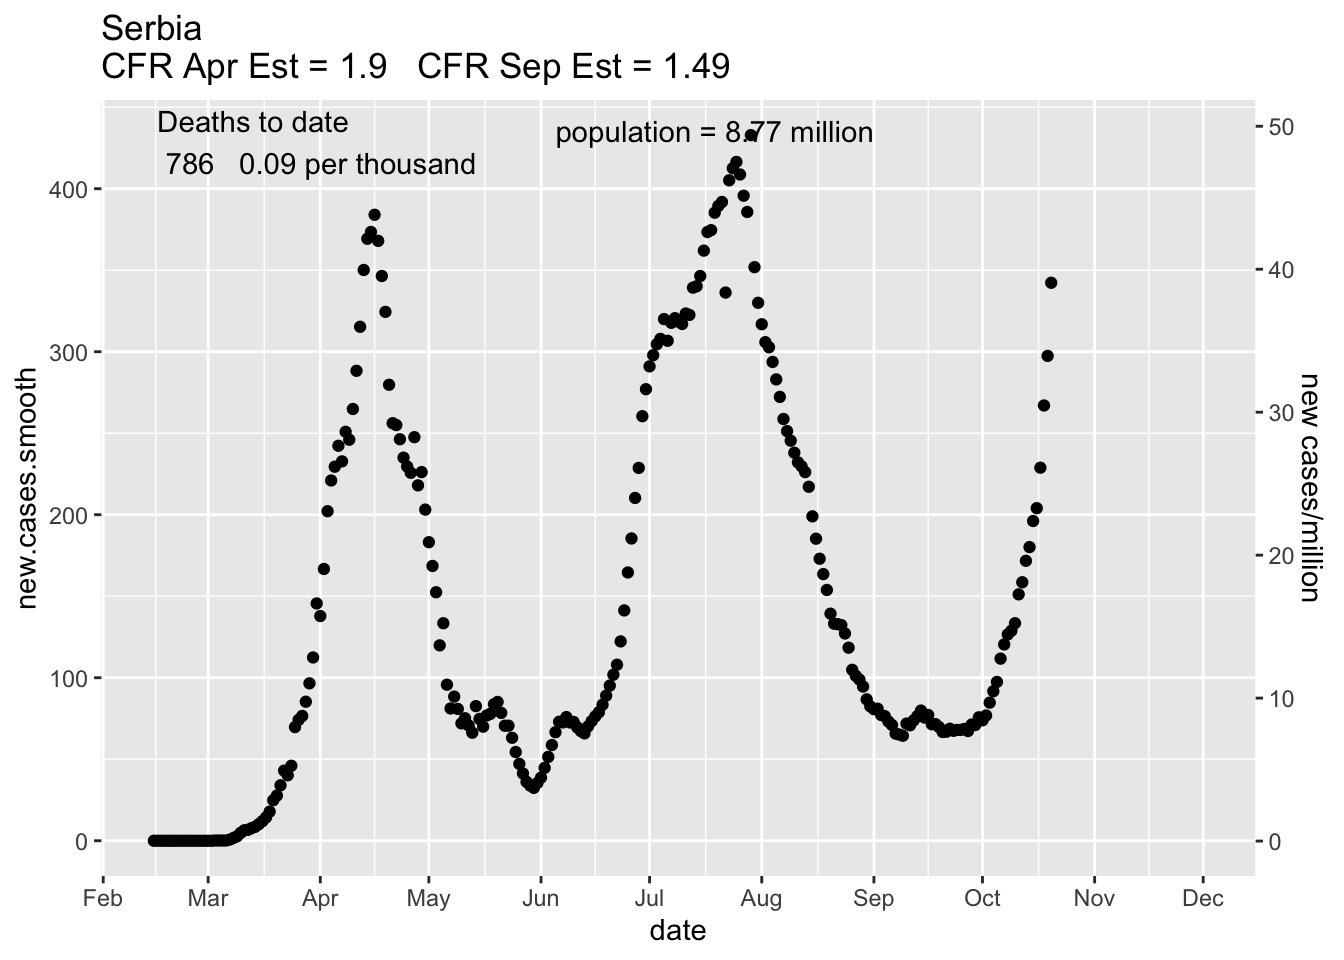 Serbia
CFR Apr Est = 1.9   CFR Sep Est = 1.49
Deaths to date
786   0.09 per thousand
population = 8.77 million
new.cases.smooth
400
300
200
100
0
50
40
30
20
10
0
new cases/million
Feb Mar Apr May Jun Jul Aug Sep Oct Nov Dec
date